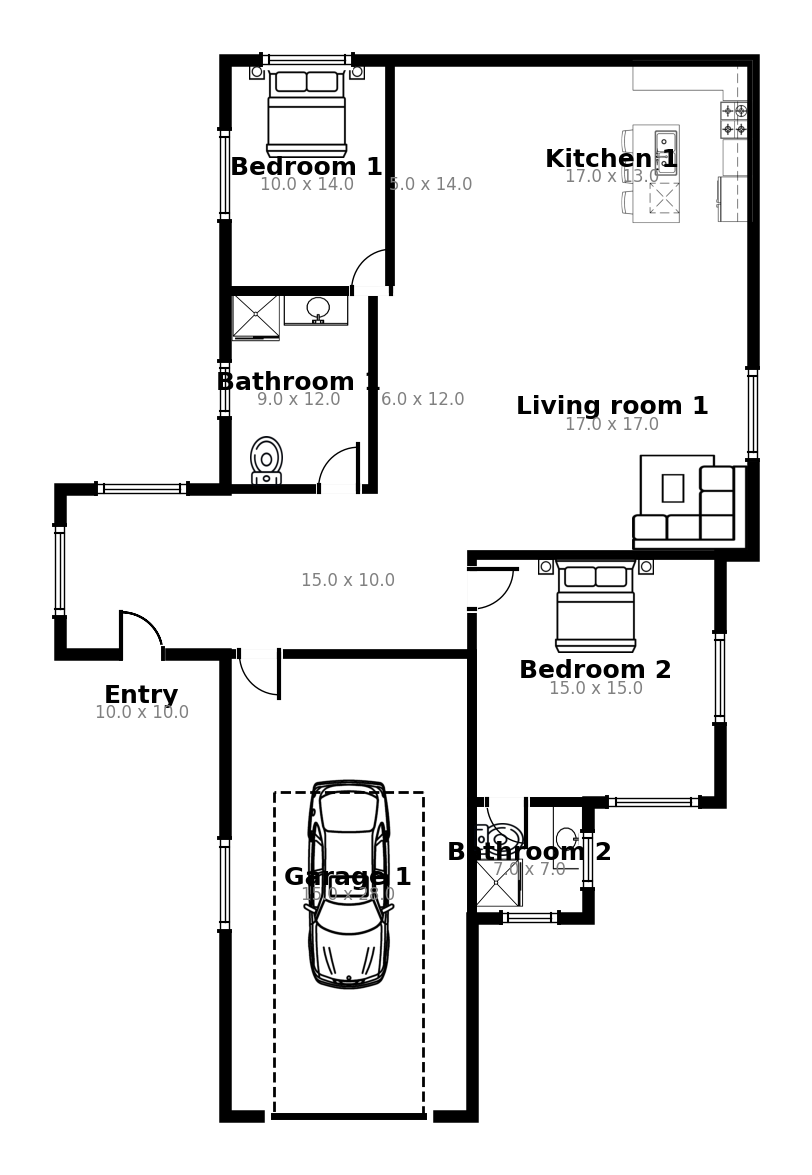 Bedroom 1
10.0 x 14.0
5.0 x 14.0
Kitchen 1
17.0 x 13.0
Bathroom 1
9.0 x 12.0
6.0 x 12.0
Living room 1
17.0 x 17.0
15.0 x 10.0
Bedroom 2
15.0 x 15.0
Entry
10.0 x 10.0
Bathroom 2
7.0 x 7.0
Garage 1
15.0 x 28.0